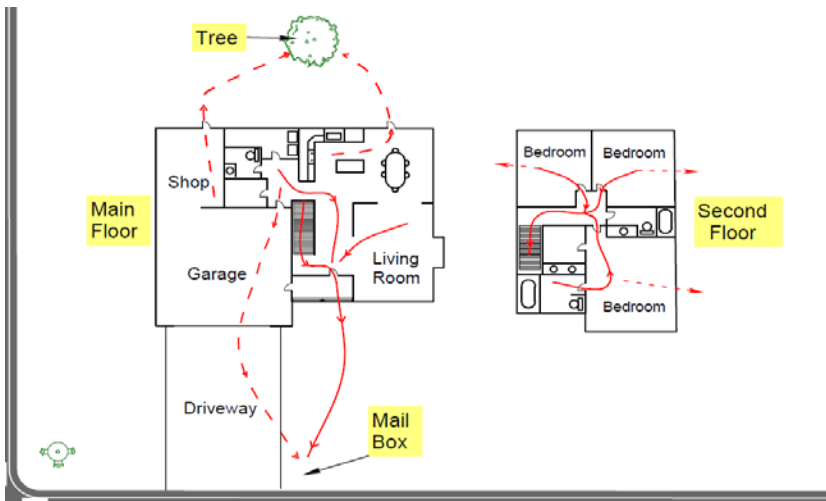 Tree
Bedroom
Bedroom
Shop
Main
Floor
Second
Floor
Garage
Living
Room
Bedroom
Driveway
Mail
Box